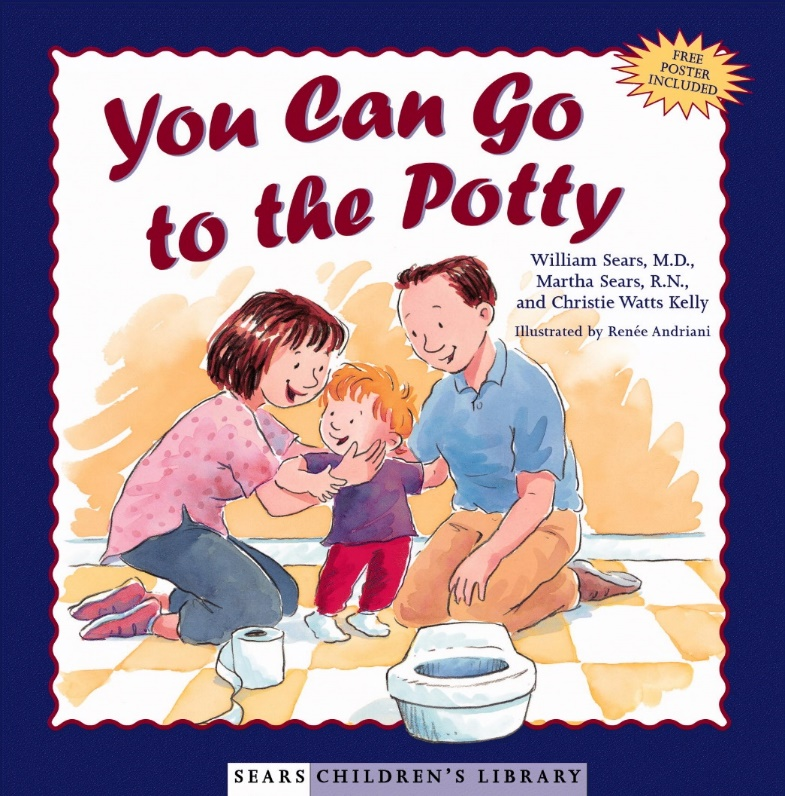 FREE
POSTER
INCLUDED
You Can Go
to the Potty
William Sears, M.D.,
Martha Sears, R.N.,
and Christie Watts Kelly
Illustrated by Renée Andriani
SEARS CHILDREN'S LIBRARY